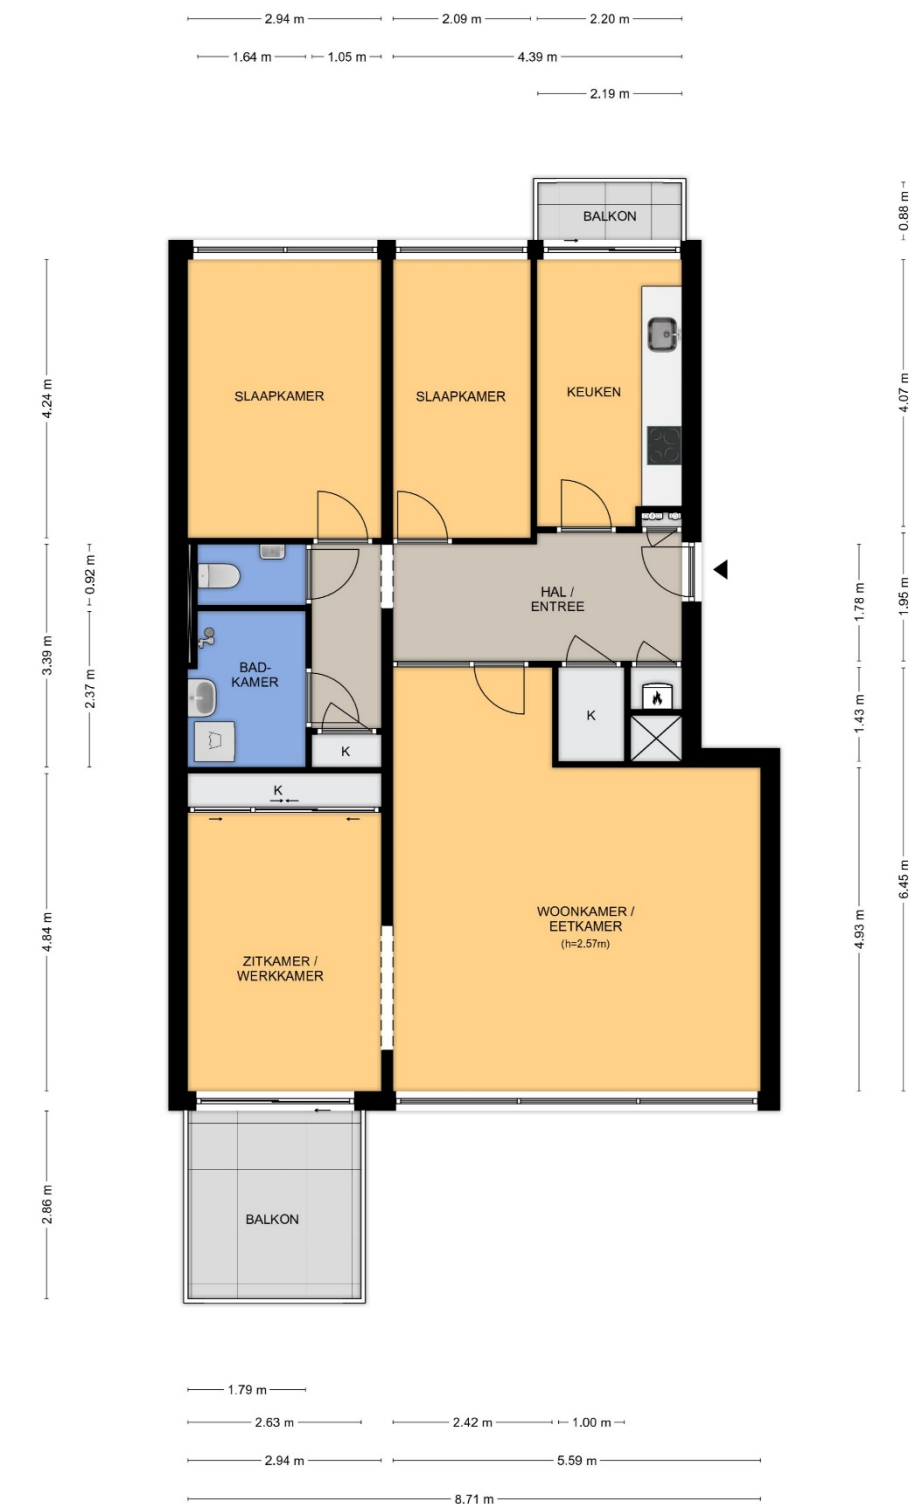 2.94 m
2.09 m
2.20 m
1.64 m
1.05 m
4.39 m
2.19 m
0.88 m
BALKON
4.24 m
SLAAPKAMER
SLAAPKAMER
KEUKEN
4.07 m
0.92 m
3.39 m
2.37 m
HAL /
ENTREE
1.78 m
1.95 m
BAD-
KAMER
K
K
1.43 m
K
4.84 m
ZITKAMER /
WERKKAMER
WOONKAMER /
EETKAMER
(h=2.57m)
4.93 m
6.45 m
2.86 m
BALKON
1.79 m
2.63 m
2.42 m
1.00 m
2.94 m
5.59 m
8.71 m